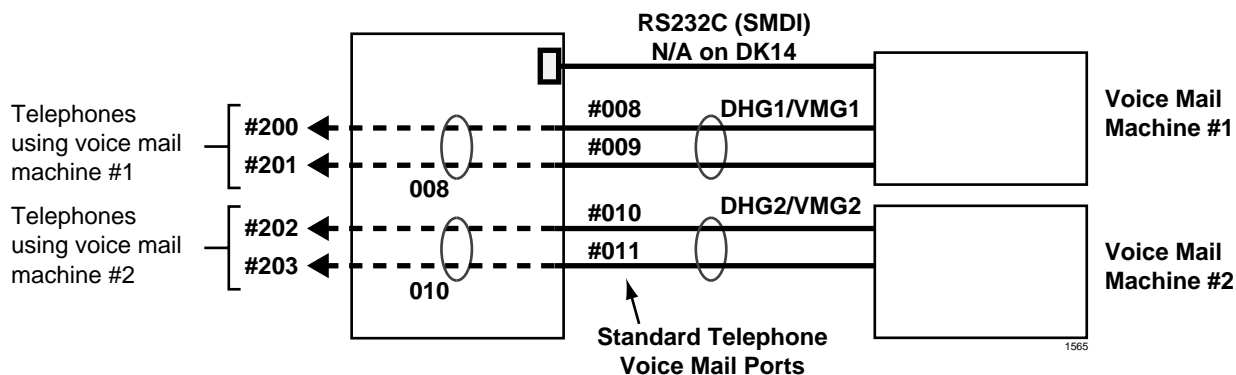 RS232C (SMDI)
N/A on DK14
Telephones
using voice mail
machine #1
#200
#201
008
#008
DHG1/VMG1
#009
Voice Mail
Machine #1
Telephones
using voice mail
machine #2
#202
#203
010
#010
DHG2/VMG2
#011
Voice Mail
Machine #2
Standard Telephone
Voice Mail Ports
1565